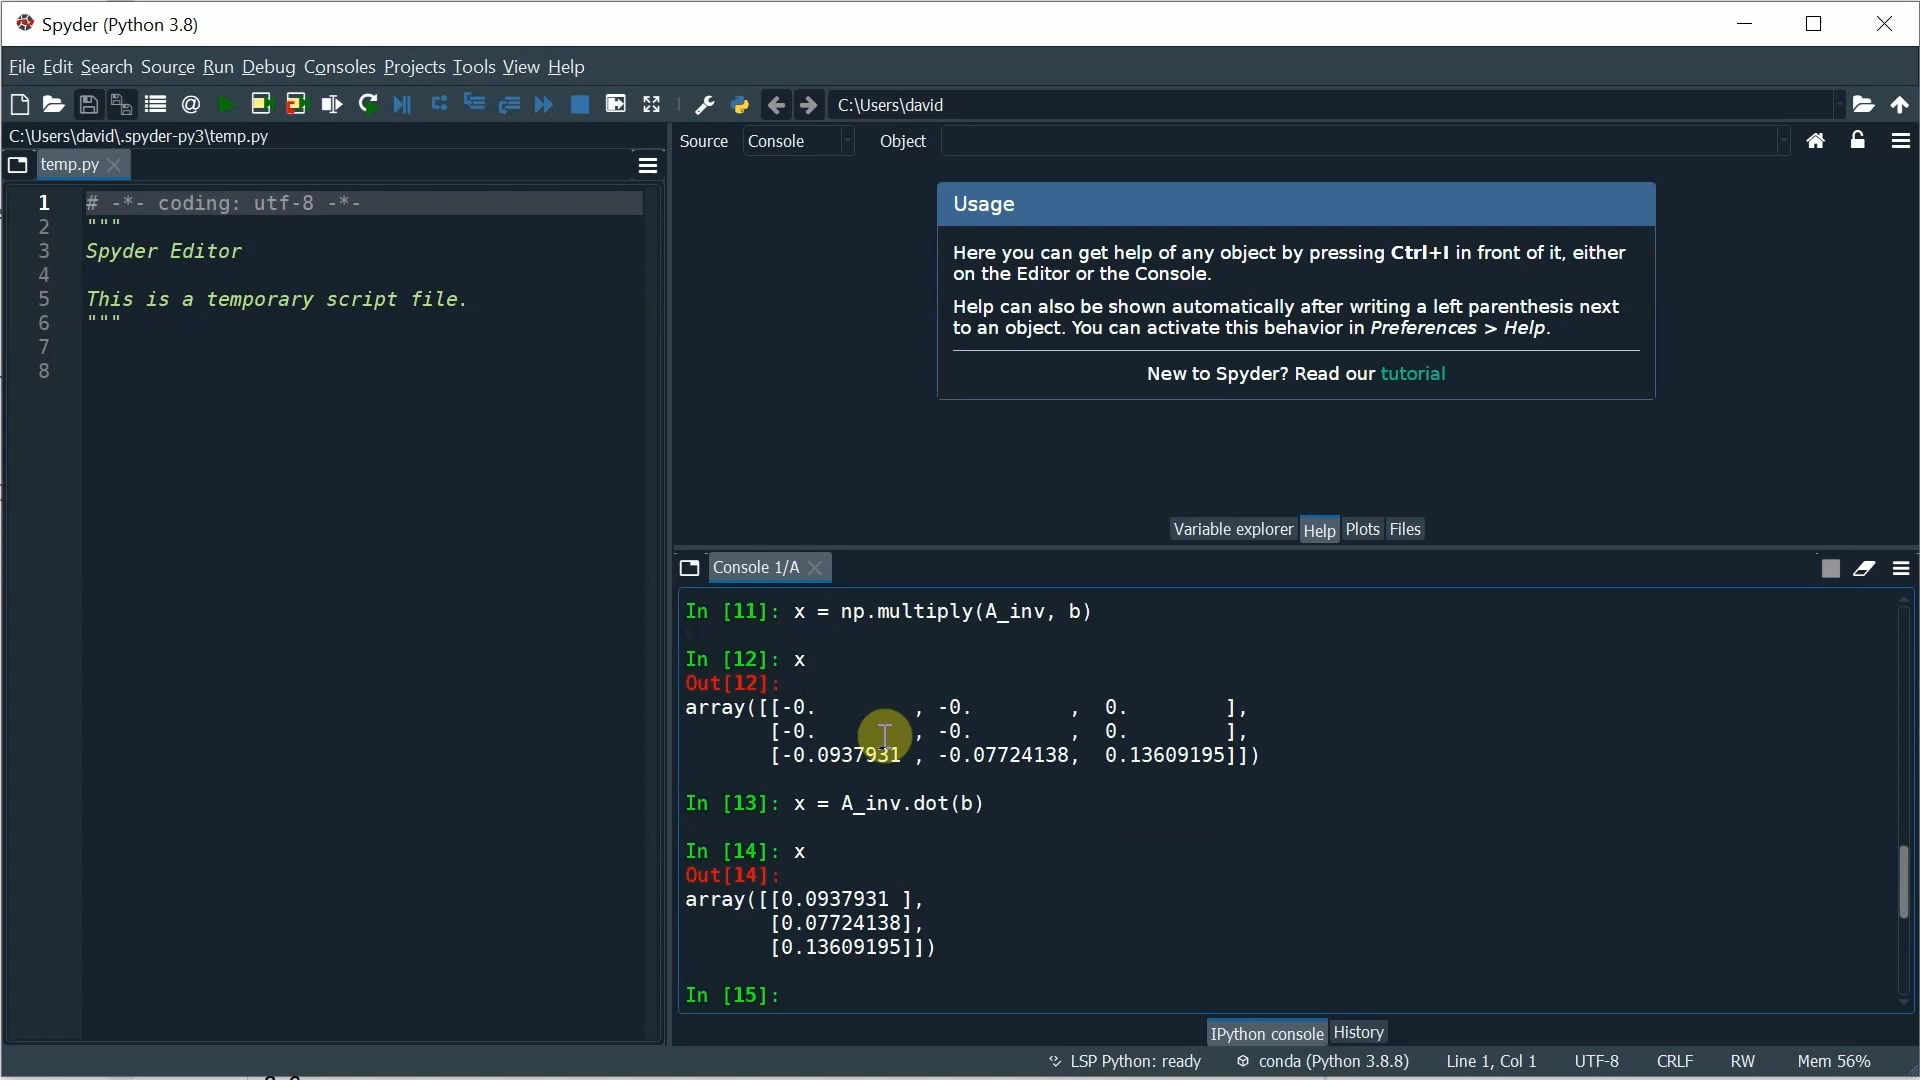 Spyder (Python 3.8)
File Edit Search Source Run Debug Consoles Projects Tools View Help
C:\Users\david
C:\Users\david\.spyder-py3\temp.py
temp.py
1 # -*- coding: utf-8 -*-
2 """
3 Spyder Editor
4
5 This is a temporary script file.
6 """
7
8
Source Console Object
Usage
Here you can get help of any object by pressing Ctrl+I in front of it, either
on the Editor or the Console.
Help can also be shown automatically after writing a left parenthesis next
to an object. You can activate this behavior in Preferences > Help.
New to Spyder? Read our tutorial
Variable explorer Help Plots Files
Console 1/A
In [11]: x = np.multiply(A_inv, b)
In [12]: x
Out[12]:
array([[-0.        , -0.        ,  0.        ],
       [-0.        , -0.        ,  0.        ],
       [-0.0937931 , -0.07724138,  0.13609195]])
In [13]: x = A_inv.dot(b)
In [14]: x
Out[14]:
array([[0.0937931 ],
       [0.07724138],
       [0.13609195]])
In [15]:
IPython console History
LSP Python: ready conda (Python 3.8.8) Line 1, Col 1 UTF-8 CRLF RW Mem 56%